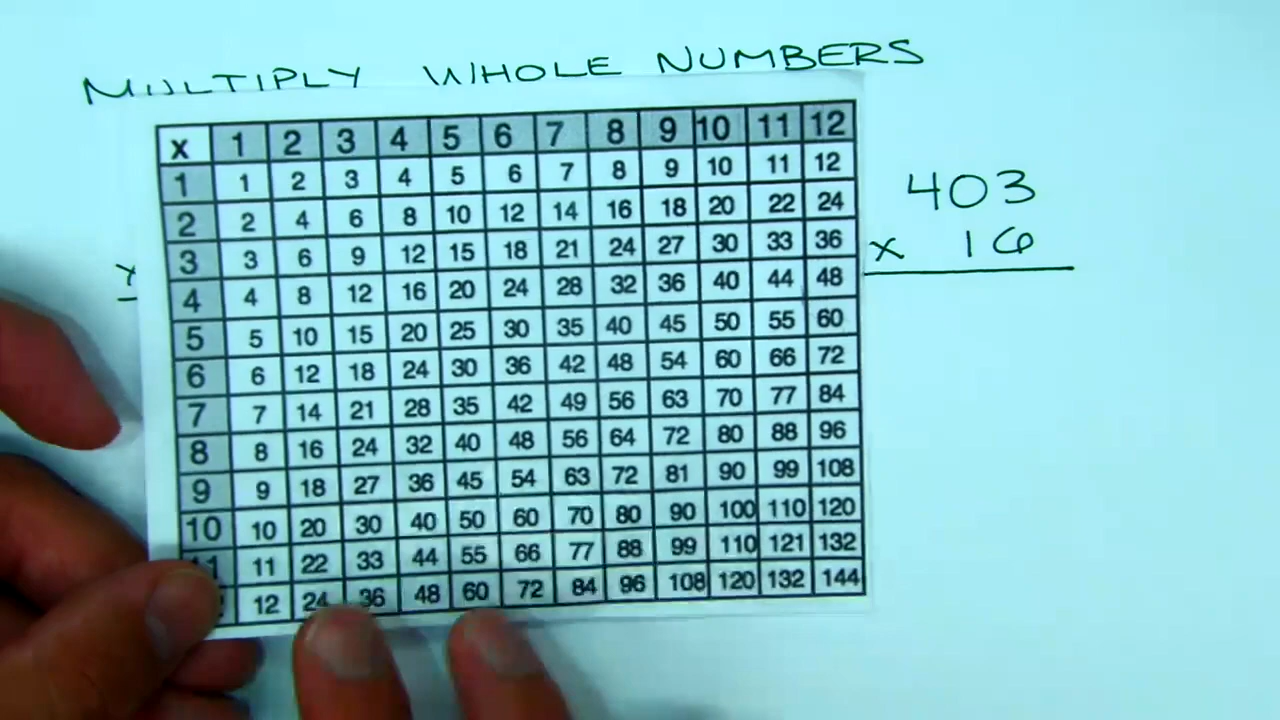 MULTIPLY WHOLE NUMBERS
x 1 2 3 4 5 6 7 8 9 10 11 12
1 1 2 3 4 5 6 7 8 9 10 11 12
2 2 4 6 8 10 12 14 16 18 20 22 24
3 3 6 9 12 15 18 21 24 27 30 33 36
4 4 8 12 16 20 24 28 32 36 40 44 48
5 5 10 15 20 25 30 35 40 45 50 55 60
6 6 12 18 24 30 36 42 48 54 60 66 72
7 7 14 21 28 35 42 49 56 63 70 77 84
8 8 16 24 32 40 48 56 64 72 80 88 96
9 9 18 27 36 45 54 63 72 81 90 99 108
10 10 20 30 40 50 60 70 80 90 100 110 120
11 11 22 33 44 55 66 77 88 99 110 121 132
12 24 36 48 60 72 84 96 108 120 132 144
403
x 16
x